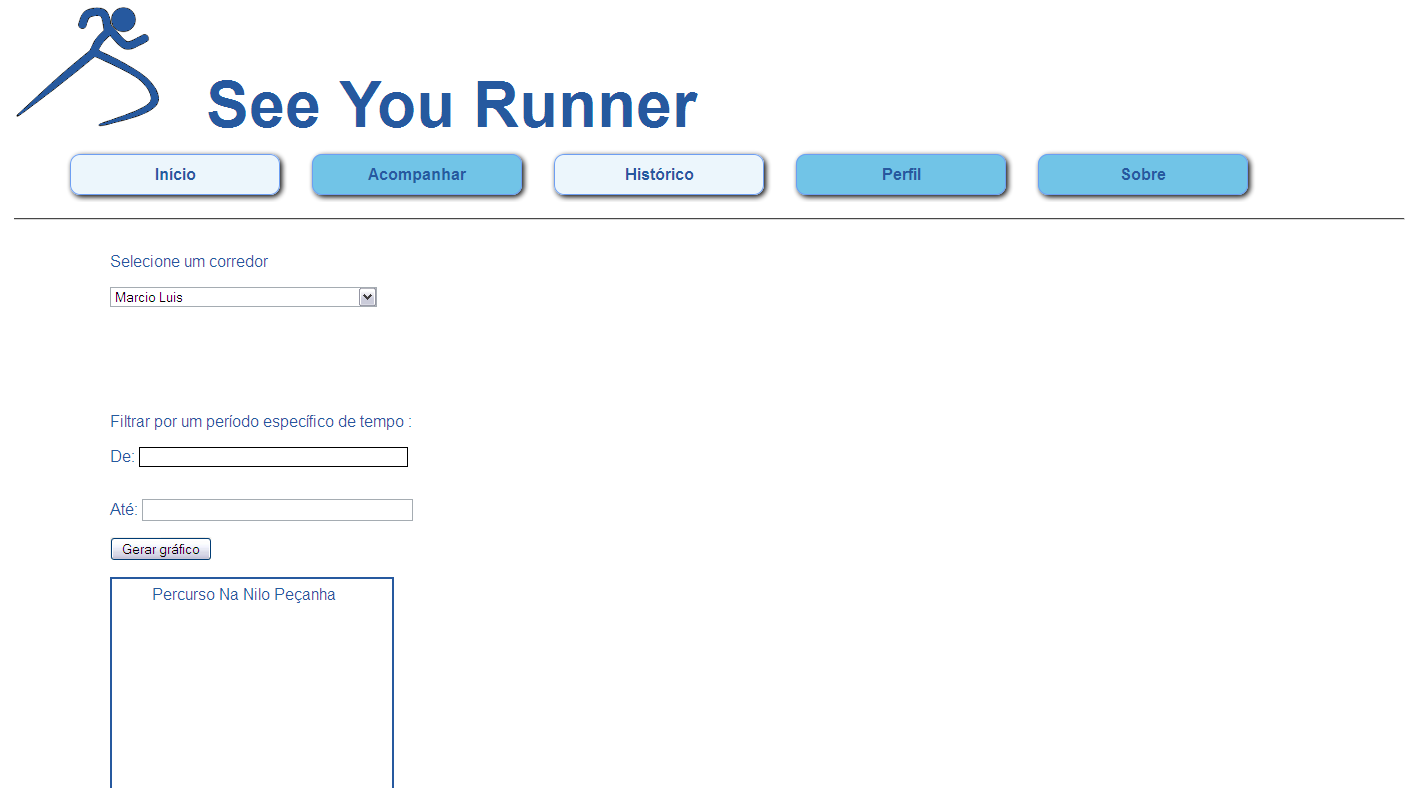 See You Runner
Início Acompanhar Histórico Perfil Sobre
Selecione um corredor
Marcio Luis
Filtrar por um período específico de tempo :
De:
Até:
Gerar gráfico
Percurso Na Nilo Peçanha